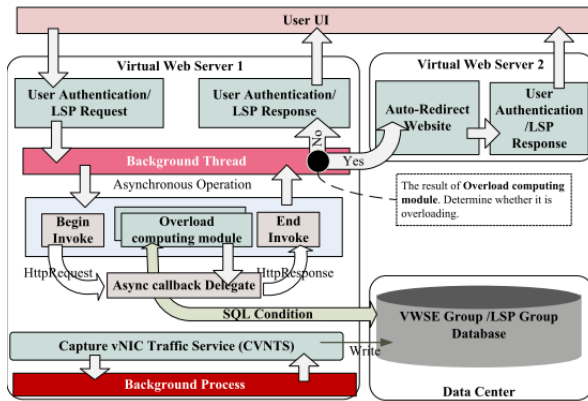 User UI
Virtual Web Server 1
User Authentication/
LSP Request
User Authentication/
LSP Response
Virtual Web Server 2
Auto-Redirect
Website
User
Authentication
/LSP
Response
No
Yes
Background Thread
Asynchronous Operation
The result of Overload computing
module. Determine whether it is
overloading.
Begin
Invoke
Overload
computing module
End
Invoke
HttpRequest
HttpResponse
Async callback Delegate
SQL Condition
VWSE Group /LSP Group
Database
Capture vNIC Traffic Service (CVNTS)
Write
Background Process
Data Center